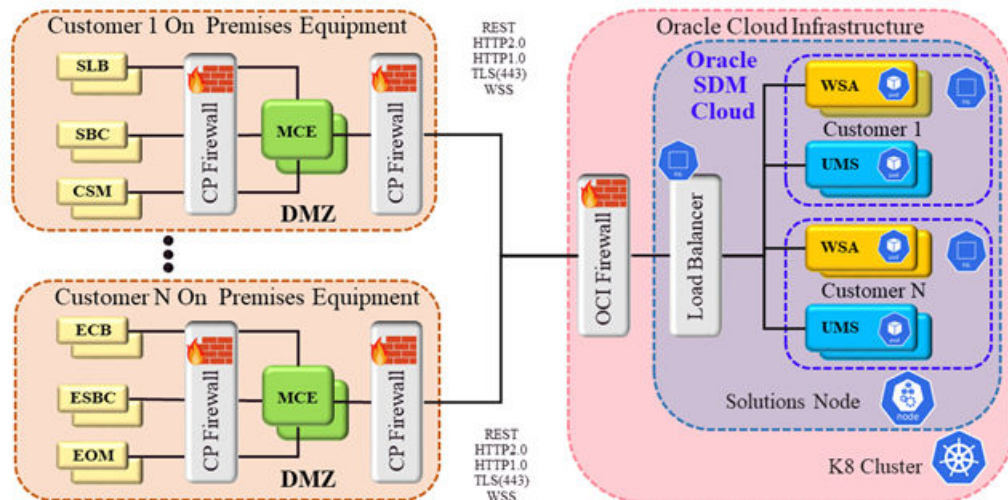 Customer 1 On Premises Equipment
SLB
SBC
CSM
CP Firewall
MCE
CP Firewall
DMZ
REST
HTTP2.0
HTTP1.0
TLS(443)
WSS
Customer N On Premises Equipment
ECB
ESBC
EOM
CP Firewall
MCE
CP Firewall
DMZ
REST
HTTP2.0
HTTP1.0
TLS(443)
WSS
Oracle Cloud Infrastructure
Oracle
SDM
Cloud
OCI Firewall
Load Balancer
WSA
Customer 1
UMS
WSA
Customer N
UMS
Solutions Node
node
K8 Cluster